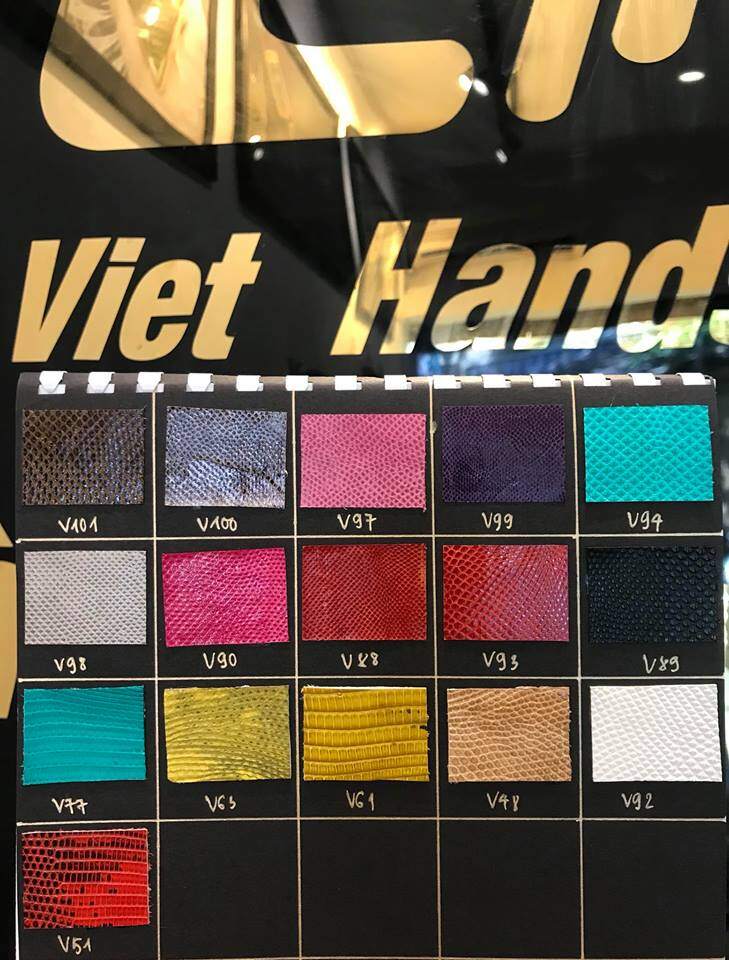 Viet Hand
V101 V100 V97 V99 V94
V98 V90 V88 V93 V89
V77 V63 V61 V48 V92
V51